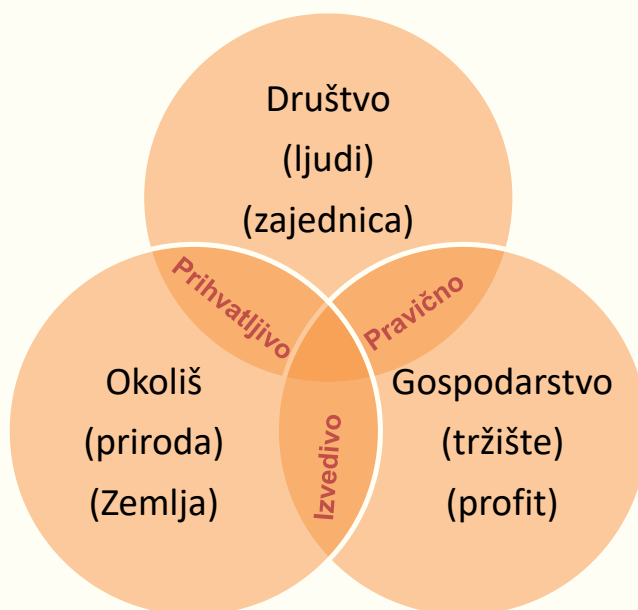 Društvo
(ljudi)
(zajednica)
Prihvatljivo
Pravično
Okoliš
(priroda)
(Zemlja)
Gospodarstvo
(tržište)
(profit)
Izvedivo